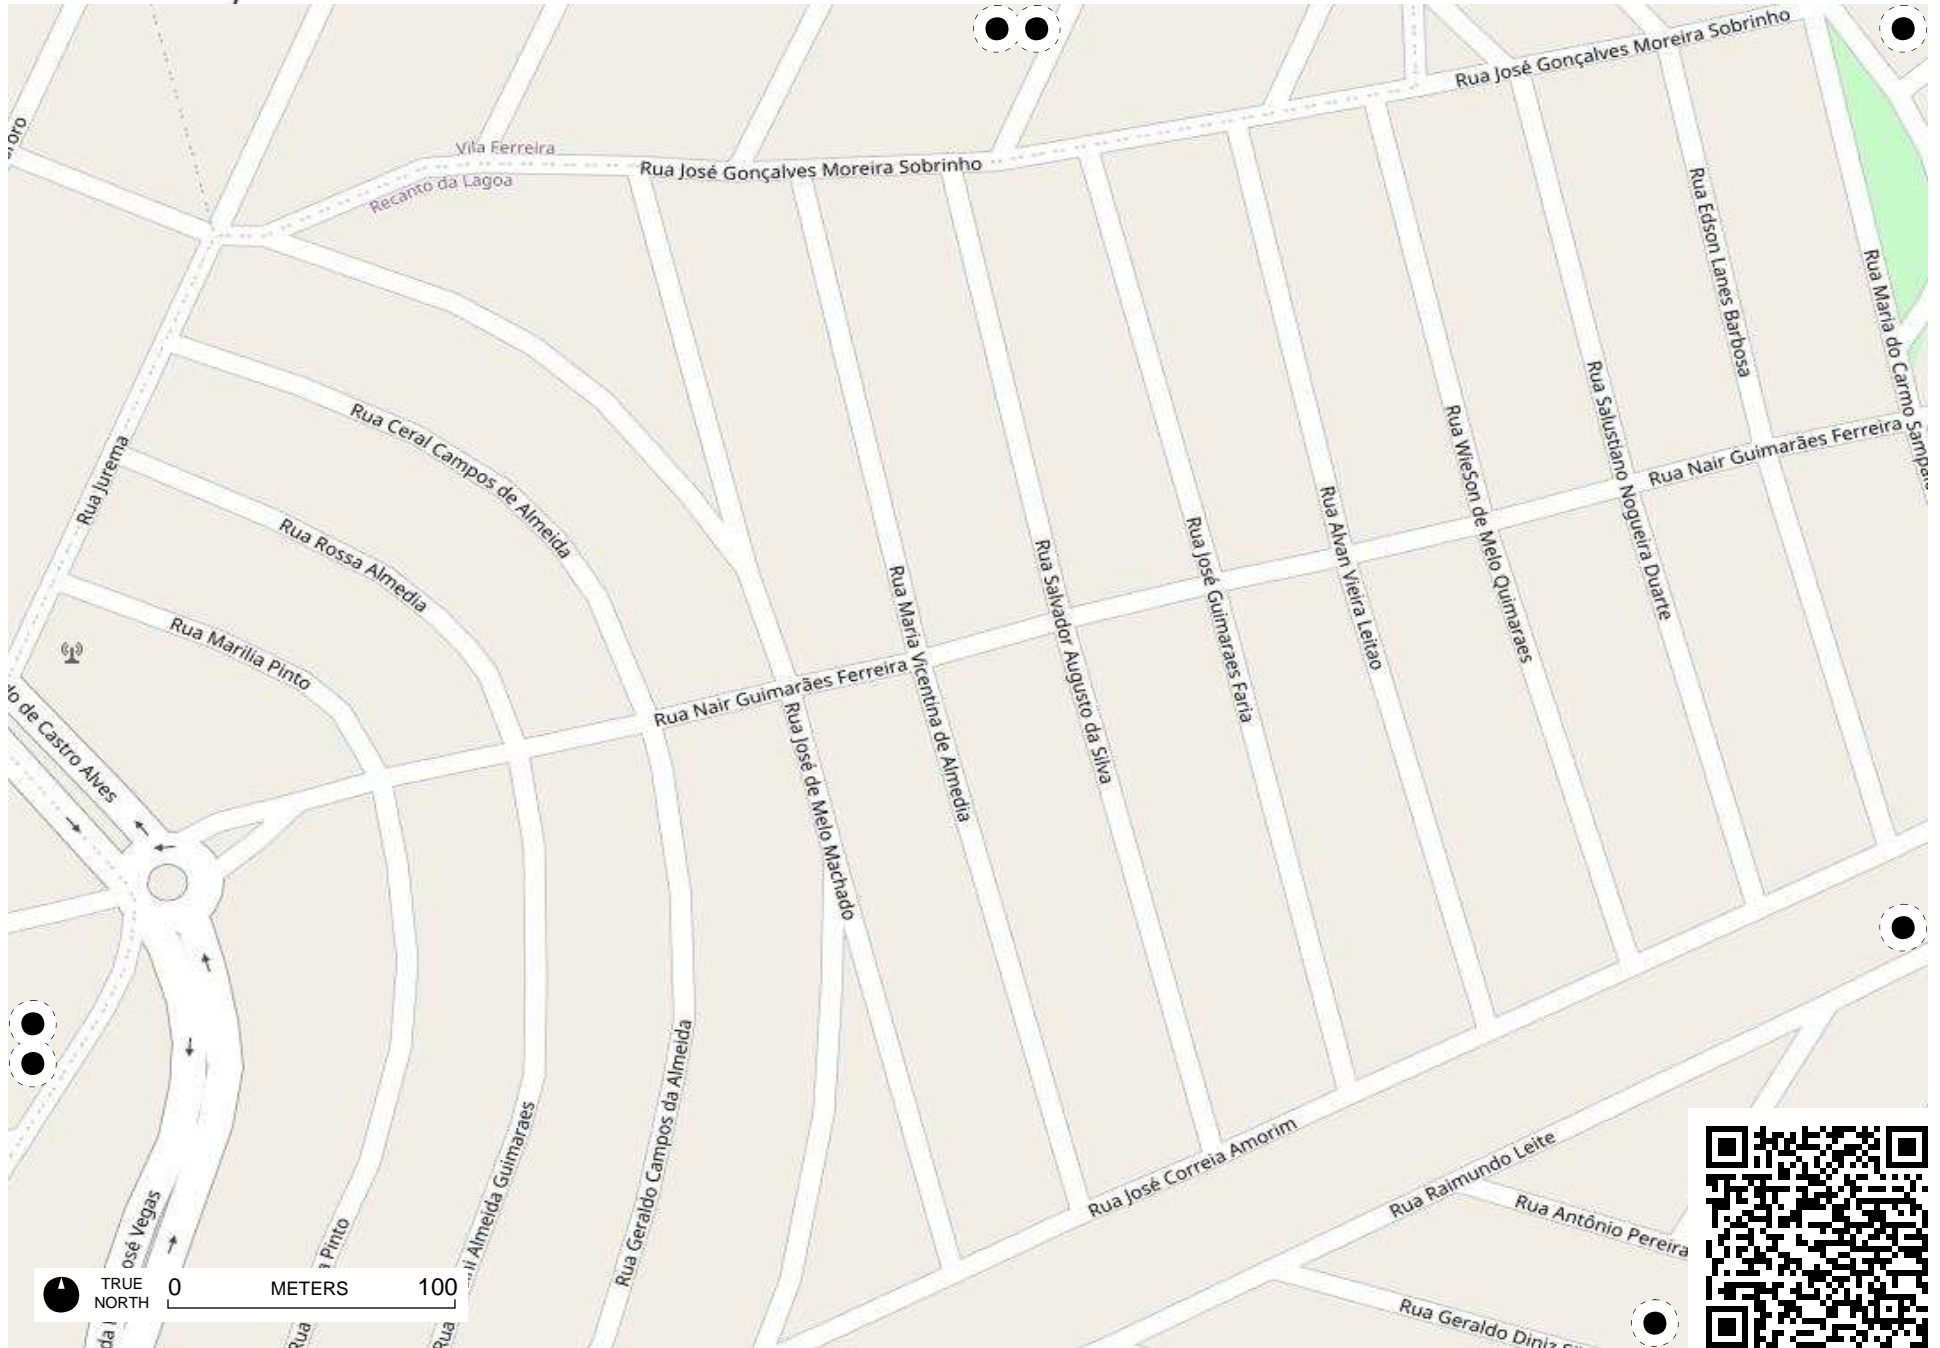 Rua José Gonçalves Moreira Sobrinho
Vila Ferreira
Recanto da Lagoa
Rua José Gonçalves Moreira Sobrinho
Rua Edson Lanes Barbosa
Rua Maria do Carmo Sampaio
Rua Ceral Campos de Almeida
Rua Jurema
Rua Rossa Almedia
Rua Marilia Pinto
Rua Nair Guimarães Ferreira
Rua Salustiano Nogueira Duarte
Rua WieSon de Melo Quimaraes
Rua Alvan Vieira Leitao
Rua José Guimaraes Faria
Rua Salvador Augusto da Silva
Rua Maria Vicentina de Almedia
Rua Nair Guimarães Ferreira
Rua José de Melo Machado
de Castro Alves
Rua Geraldo Campos da Almeida
Almeida Guimaraes
Rua
Pinto
Rua
osé Vegas
da
Rua José Correia Amorim
Rua Raimundo Leite
Rua Antônio Pereira
Rua Geraldo Diniz
TRUE
NORTH
0 METERS 100